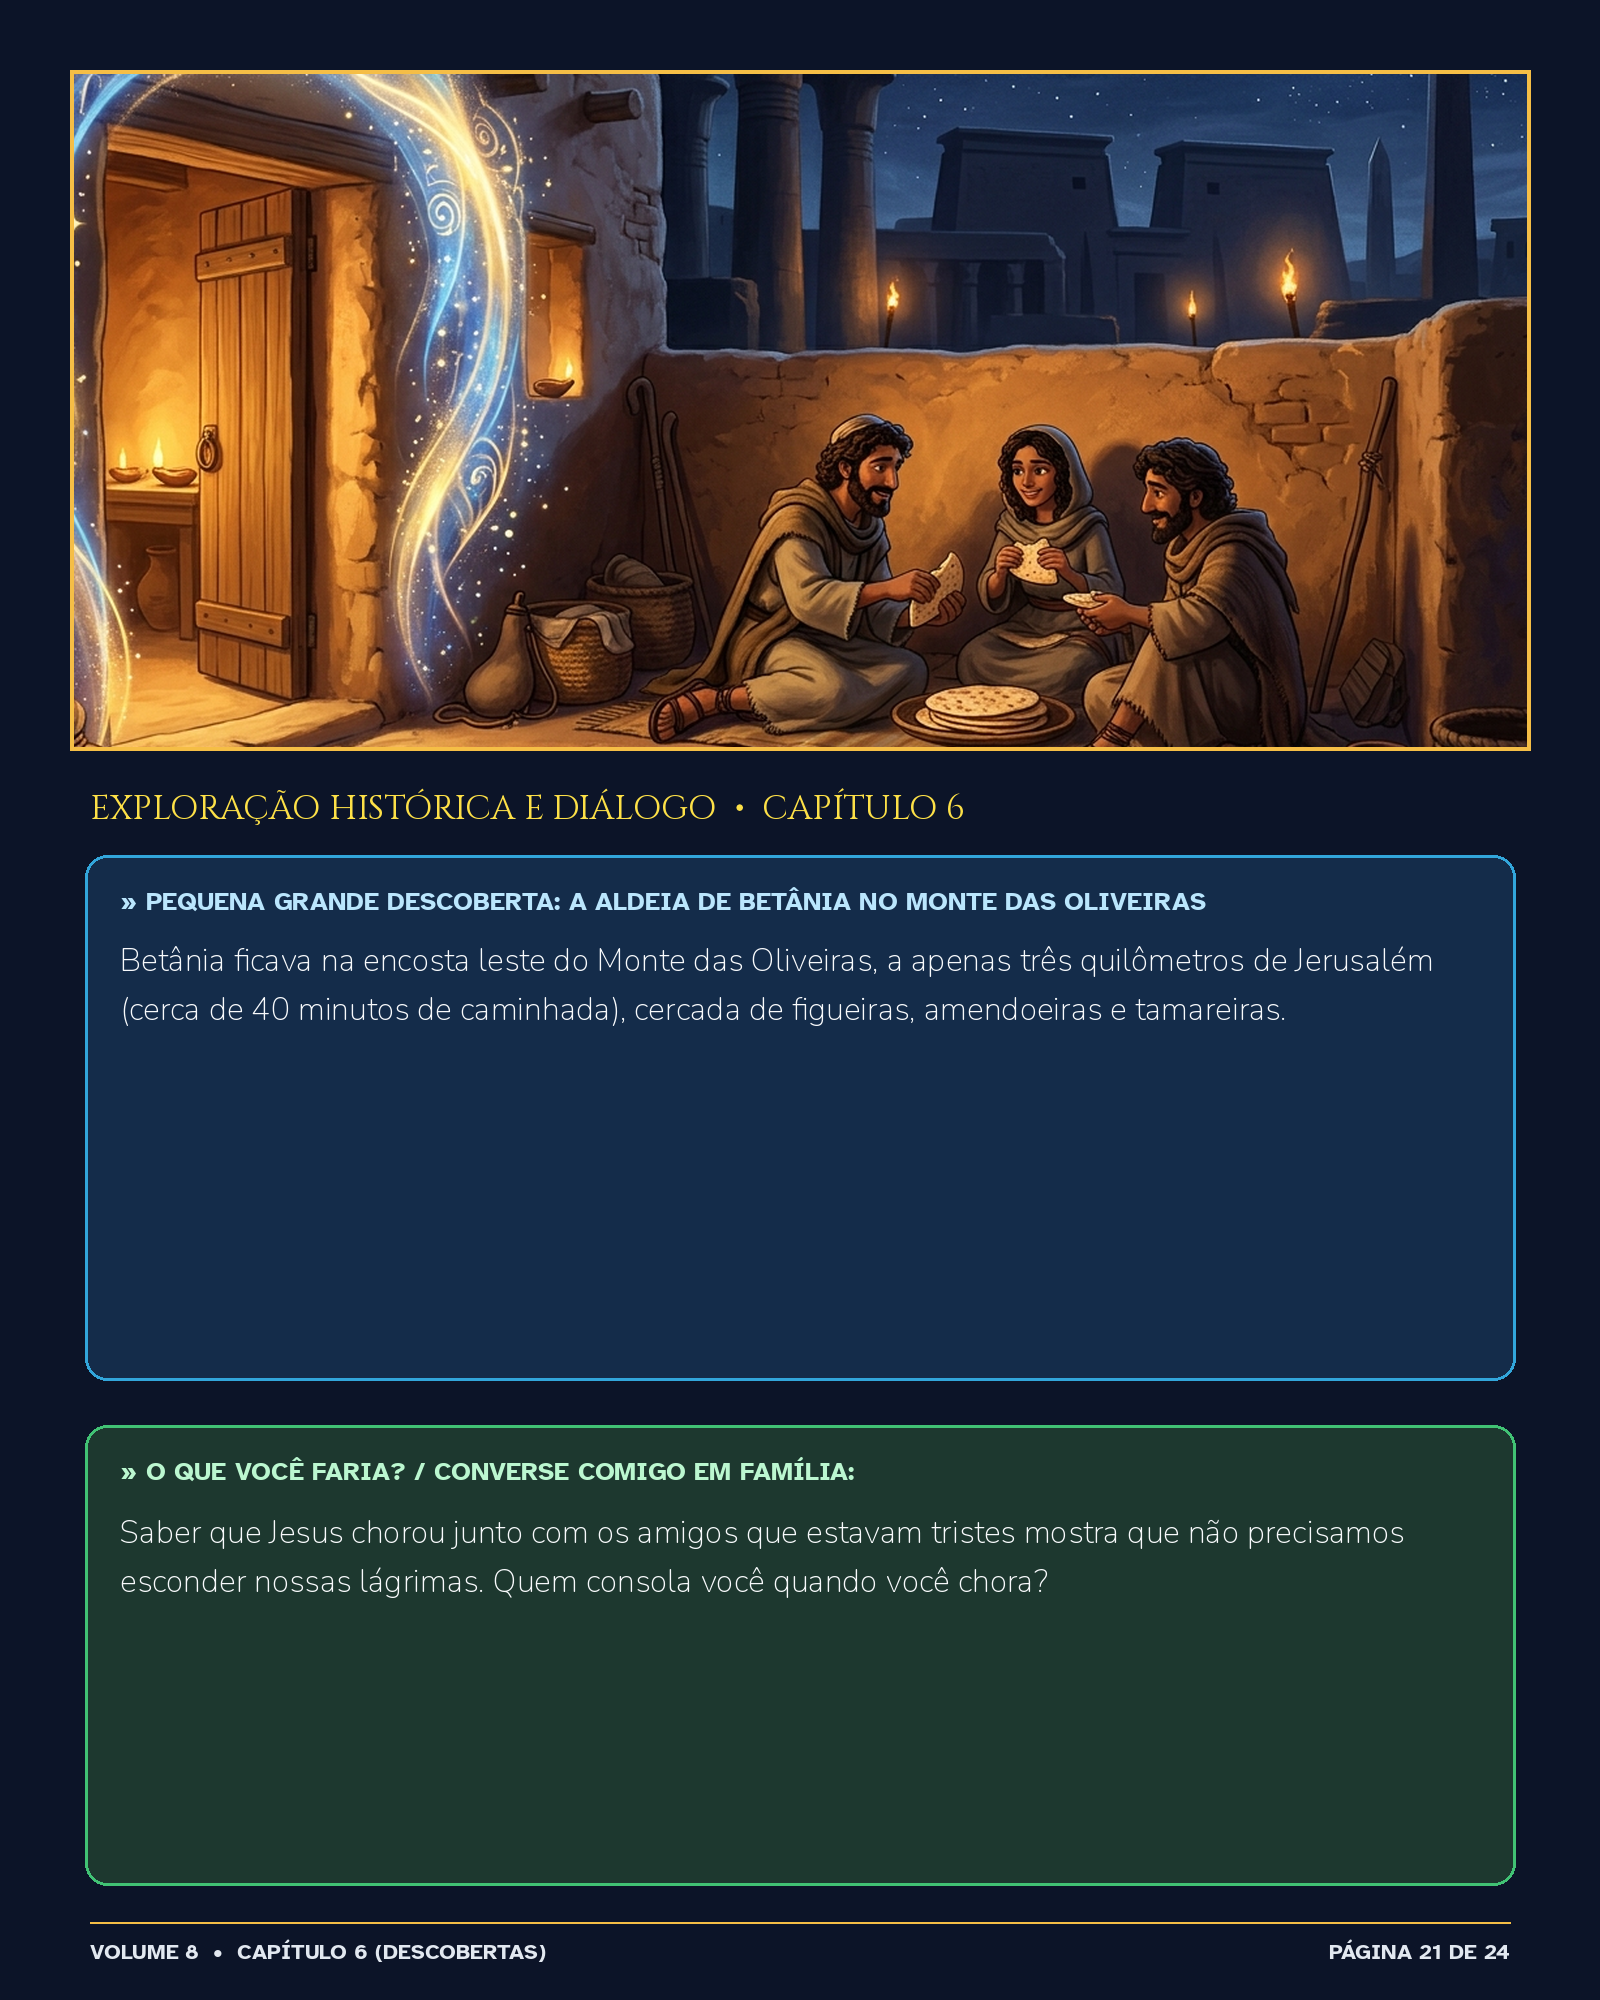 EXPLORAÇÃO HISTÓRICA E DIÁLOGO • CAPÍTULO 6
» PEQUENA GRANDE DESCOBERTA: A ALDEIA DE BETÂNIA NO MONTE DAS OLIVEIRAS
Betânia ficava na encosta leste do Monte das Oliveiras, a apenas três quilômetros de Jerusalém
(cerca de 40 minutos de caminhada), cercada de figueiras, amendoeiras e tamareiras.
» O QUE VOCÊ FARIA? / CONVERSE COMIGO EM FAMÍLIA:
Saber que Jesus chorou junto com os amigos que estavam tristes mostra que não precisamos
esconder nossas lágrimas. Quem consola você quando você chora?
VOLUME 8 • CAPÍTULO 6 (DESCOBERTAS)
PÁGINA 21 DE 24